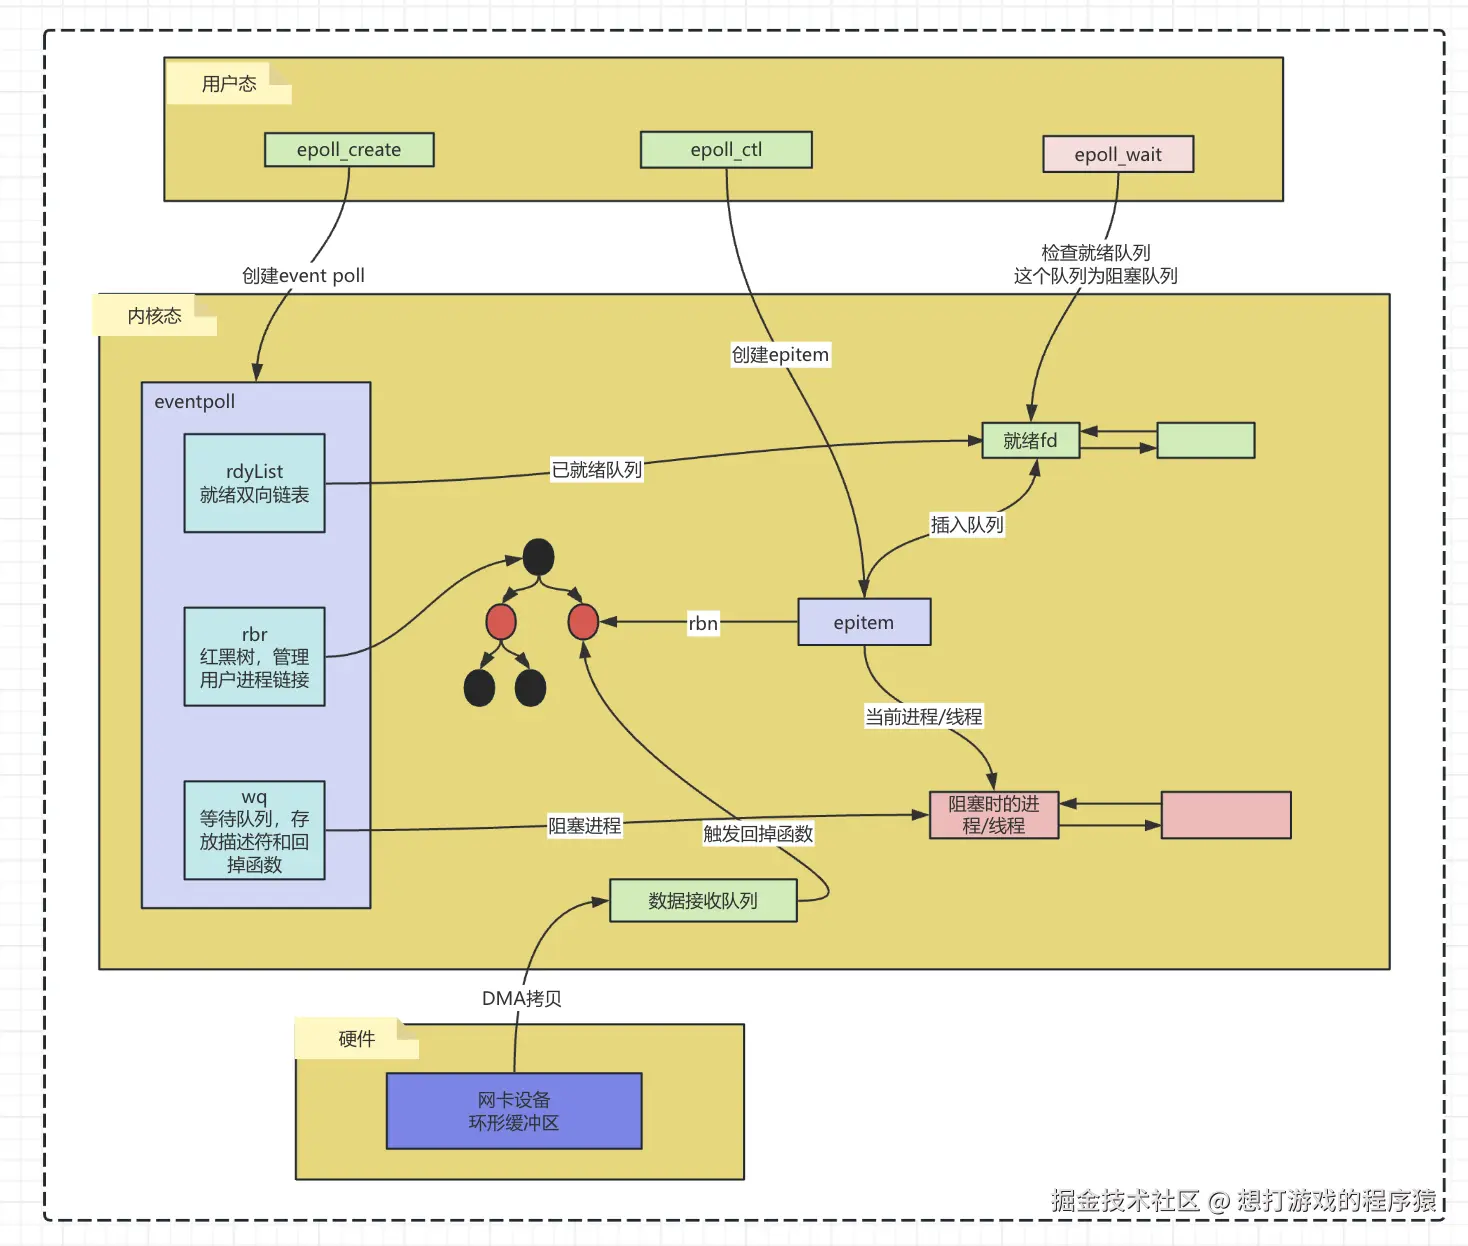 用户态
epoll_create
epoll_ctl
epoll_wait
创建event poll
检查就绪队列
这个队列为阻塞队列
内核态
创建epitem
eventpoll
rdyList
就绪双向链表
已就绪队列
就绪fd
插入队列
rbr
红黑树，管理
用户进程链接
rbn
epitem
当前进程/线程
wq
等待队列，存
放描述符和回
掉函数
阻塞进程
触发回掉函数
阻塞时的进
程/线程
数据接收队列
DMA拷贝
硬件
网卡设备
环形缓冲区
掘金技术社区 @ 想打游戏的程序猿